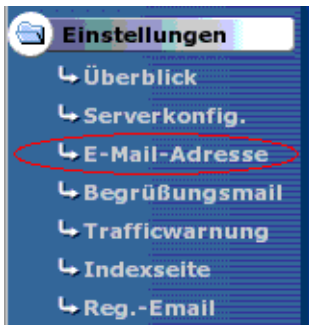 Einstellungen
Überblick
Serverkonfig.
E-Mail-Adresse
Begrüßungsmail
Trafficwarnung
Indexseite
Reg.-Email